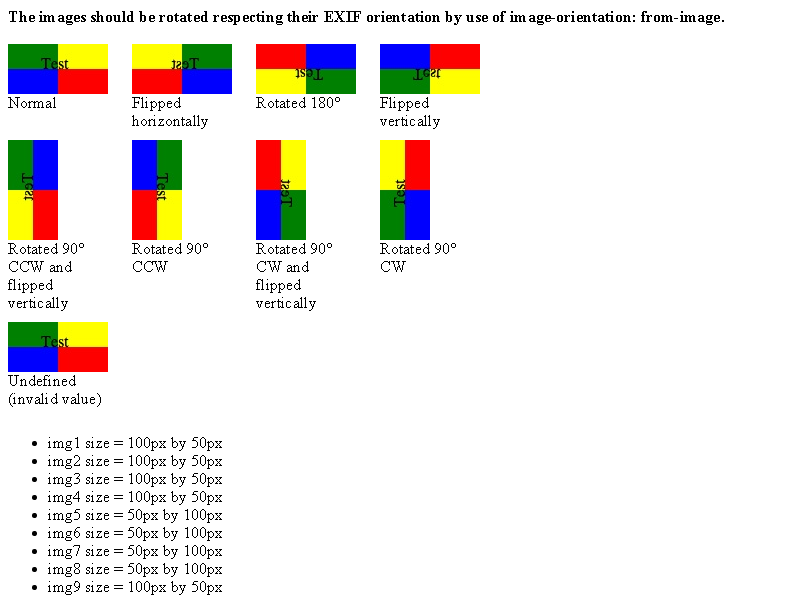 The images should be rotated respecting their EXIF orientation by use of image-orientation: from-image.
Test
Test
Test
Test
Normal
Flipped
horizontally
Rotated 180°
Flipped
vertically
Test
Test
Test
Test
Rotated 90°
CCW and
flipped
vertically
Rotated 90°
CCW
Rotated 90°
CW and
flipped
vertically
Rotated 90°
CW
Test
Undefined
(invalid value)
• img1 size = 100px by 50px
• img2 size = 100px by 50px
• img3 size = 100px by 50px
• img4 size = 100px by 50px
• img5 size = 50px by 100px
• img6 size = 50px by 100px
• img7 size = 50px by 100px
• img8 size = 50px by 100px
• img9 size = 100px by 50px